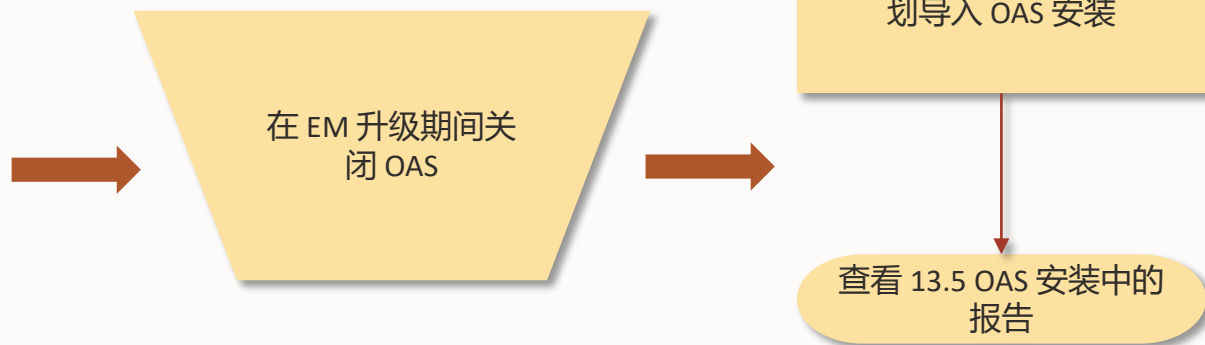 在 EM 升级期间关
闭 OAS
划导入 OAS 安装
查看 13.5 OAS 安装中的
报告